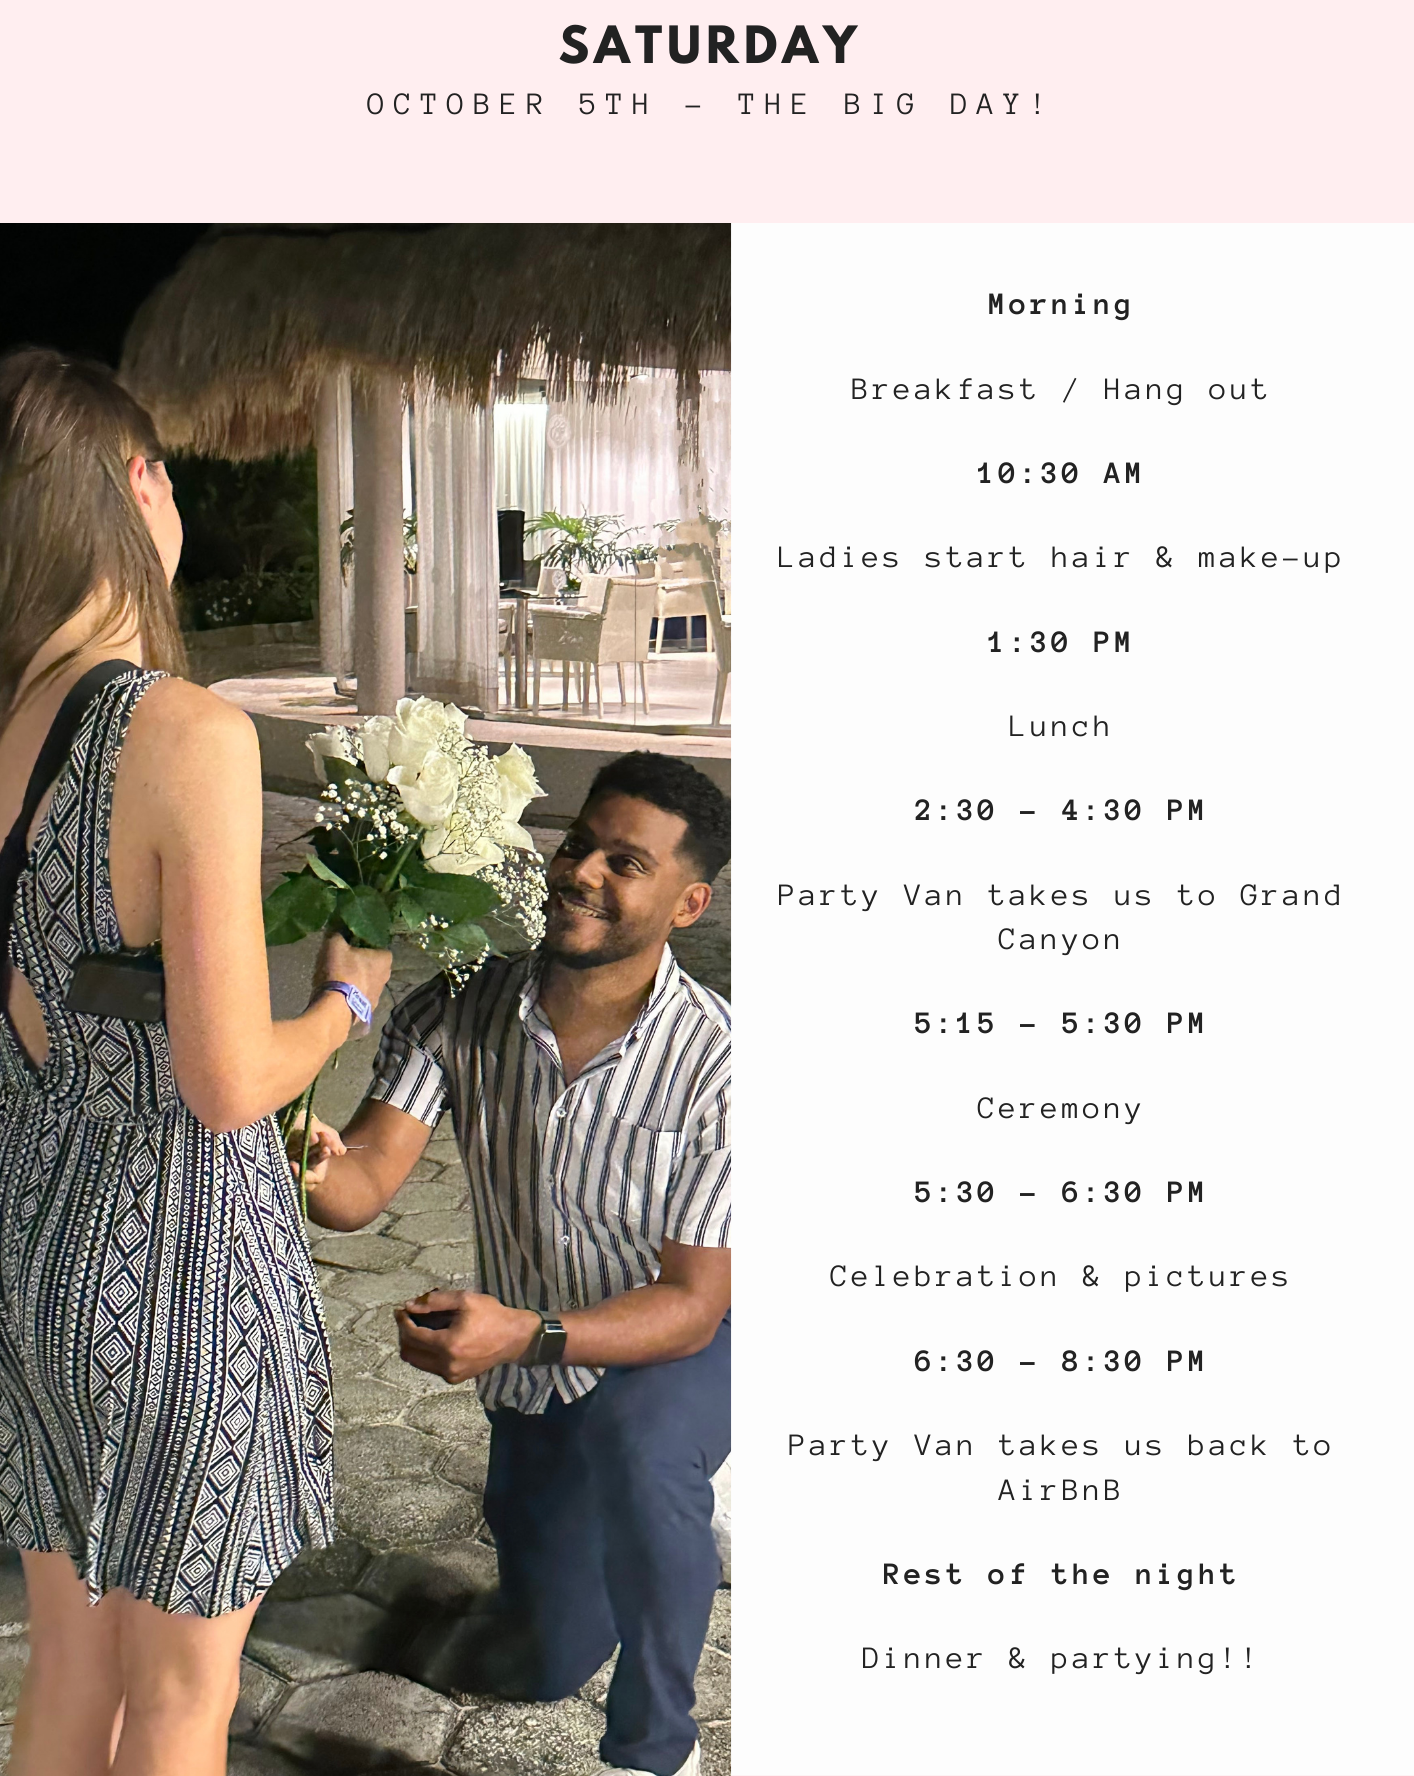 SATURDAY
OCTOBER 5TH – THE BIG DAY!
Morning
Breakfast / Hang out
10:30 AM
Ladies start hair & make-up
1:30 PM
Lunch
2:30 – 4:30 PM
Party Van takes us to Grand
Canyon
5:15 – 5:30 PM
Ceremony
5:30 – 6:30 PM
Celebration & pictures
6:30 – 8:30 PM
Party Van takes us back to
AirBnB
Rest of the night
Dinner & partying!!